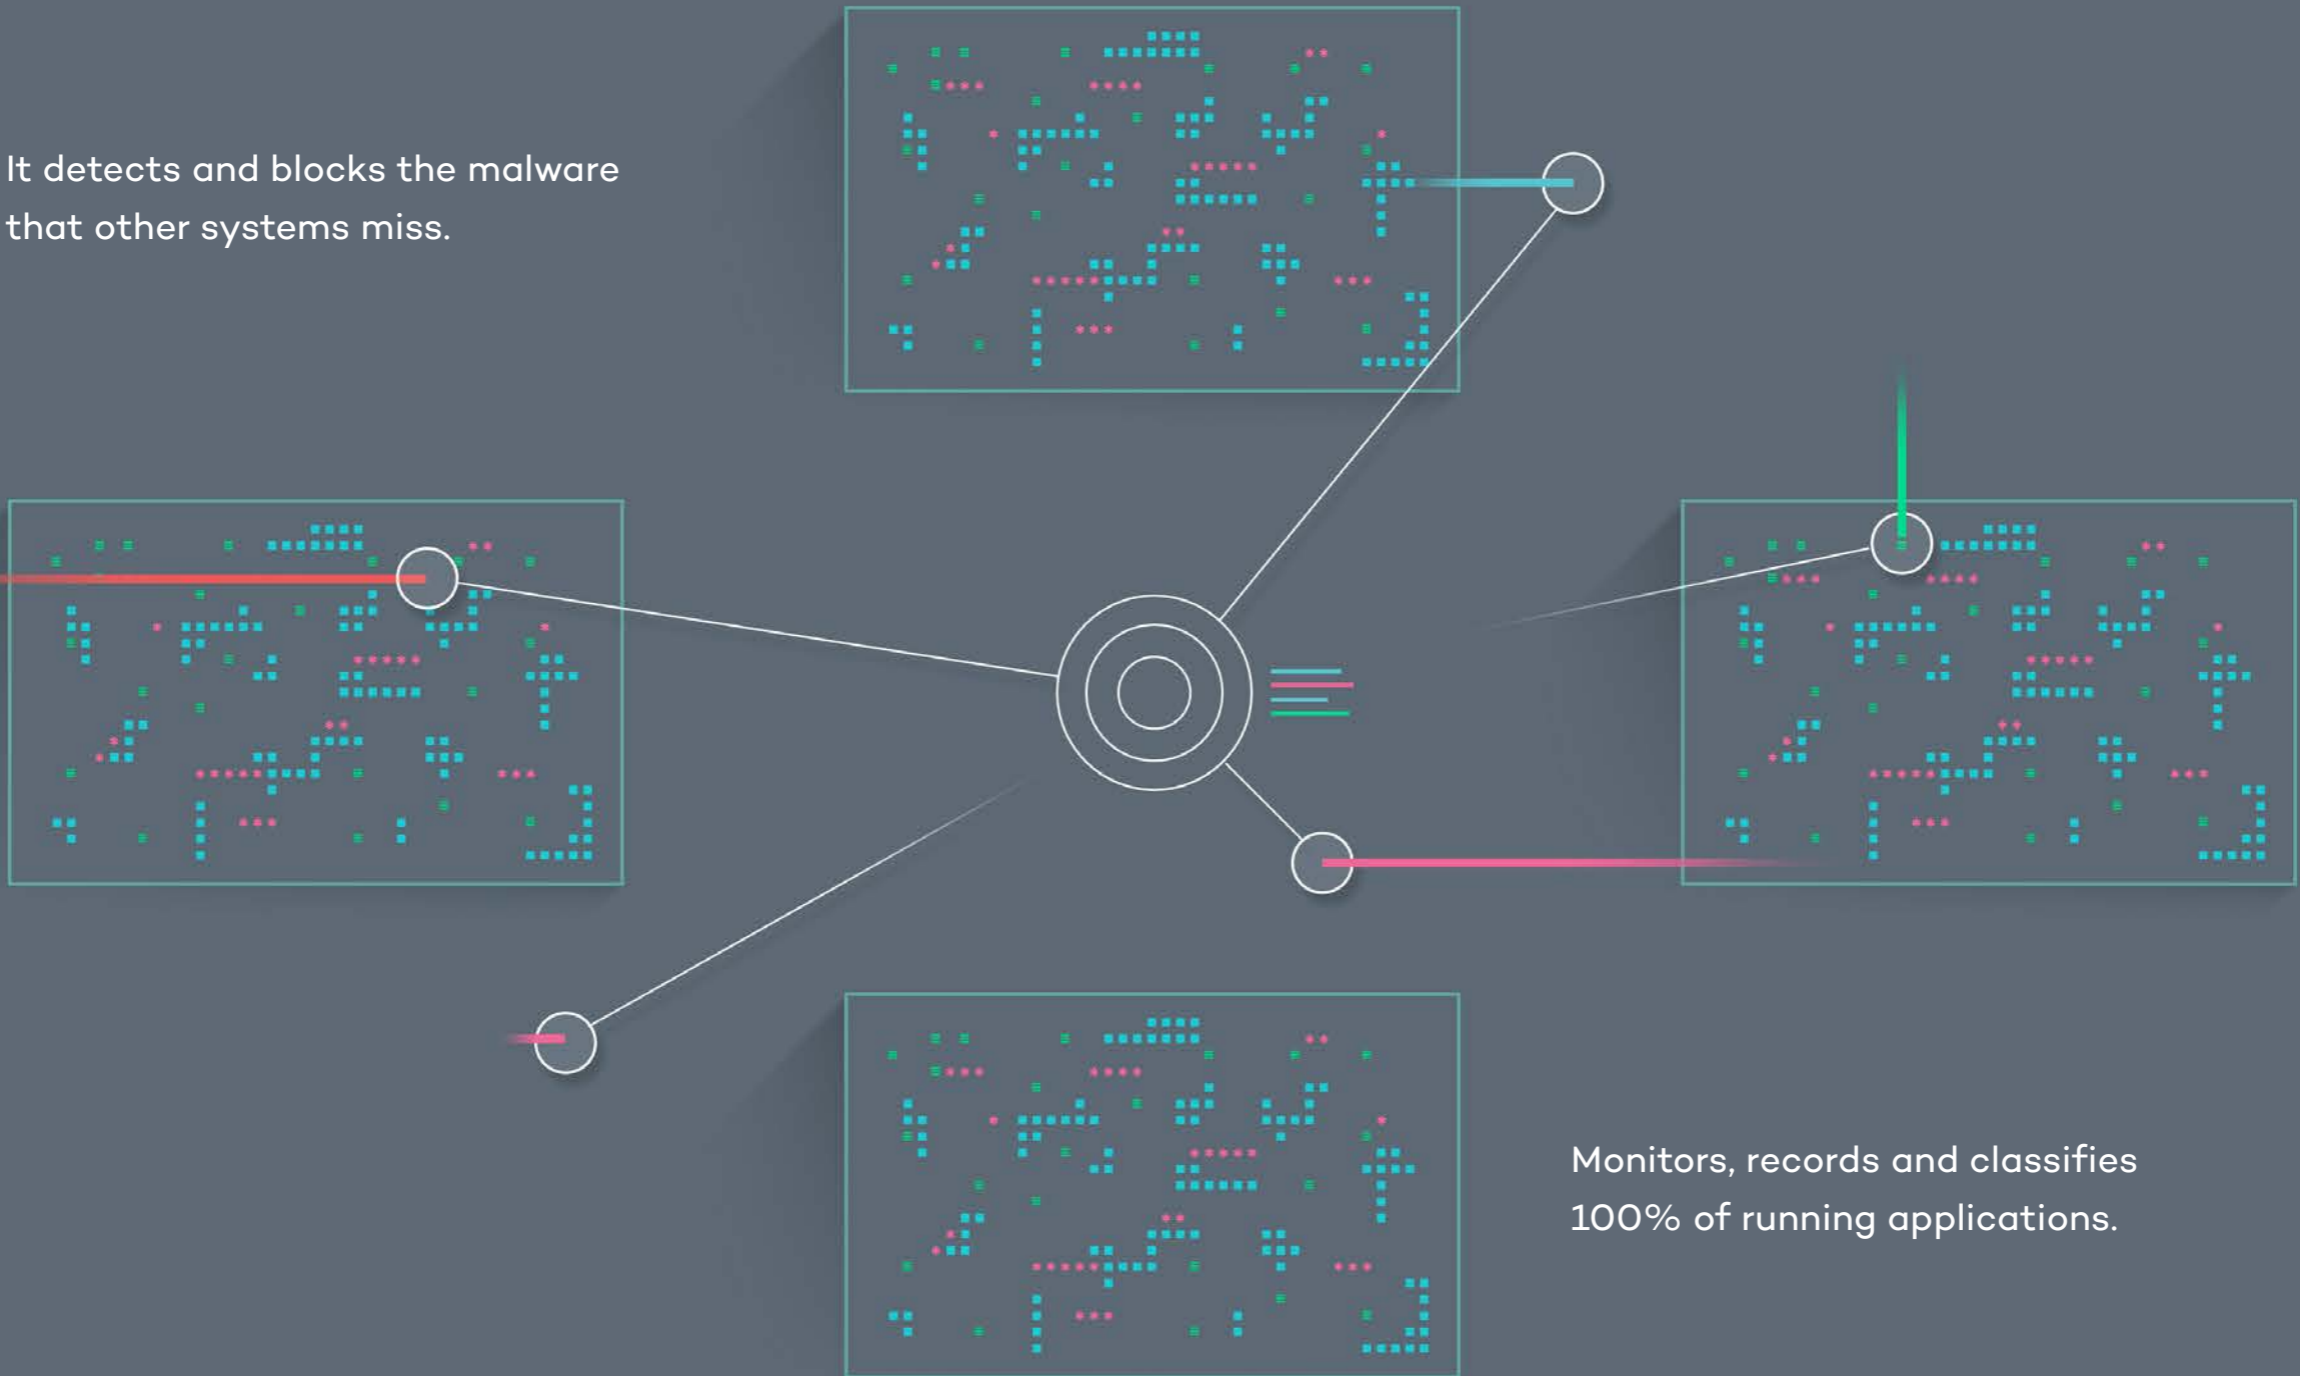 It detects and blocks the malware
that other systems miss.
Monitors, records and classifies
100% of running applications.